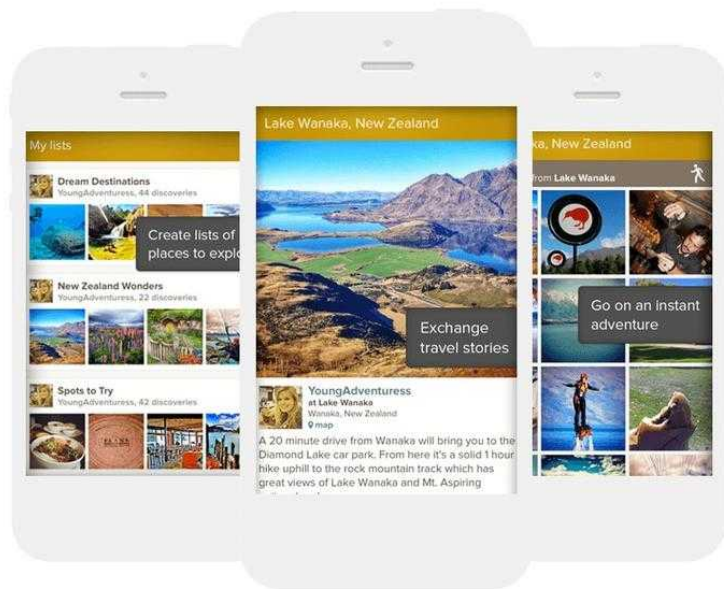 My lists
Dream Destinations
YoungAdventuress, 44 discoveries
Create lists of
places to explo
New Zealand Wonders
YoungAdventuress, 22 discoveries
Spots to Try
YoungAdventuress, 42 discoveries
Lake Wanaka, New Zealand
Exchange
travel stories
YoungAdventuress
at Lake Wanaka
Wanaka, New Zealand
map
A 20 minute drive from Wanaka will bring you to the
Diamond Lake car park. From here it's a solid 1 hour
hike uphill to the rock mountain track which has
great views of Lake Wanaka and Mt. Aspiring
ka, New Zealand
from Lake Wanaka
Go on an instant
adventure